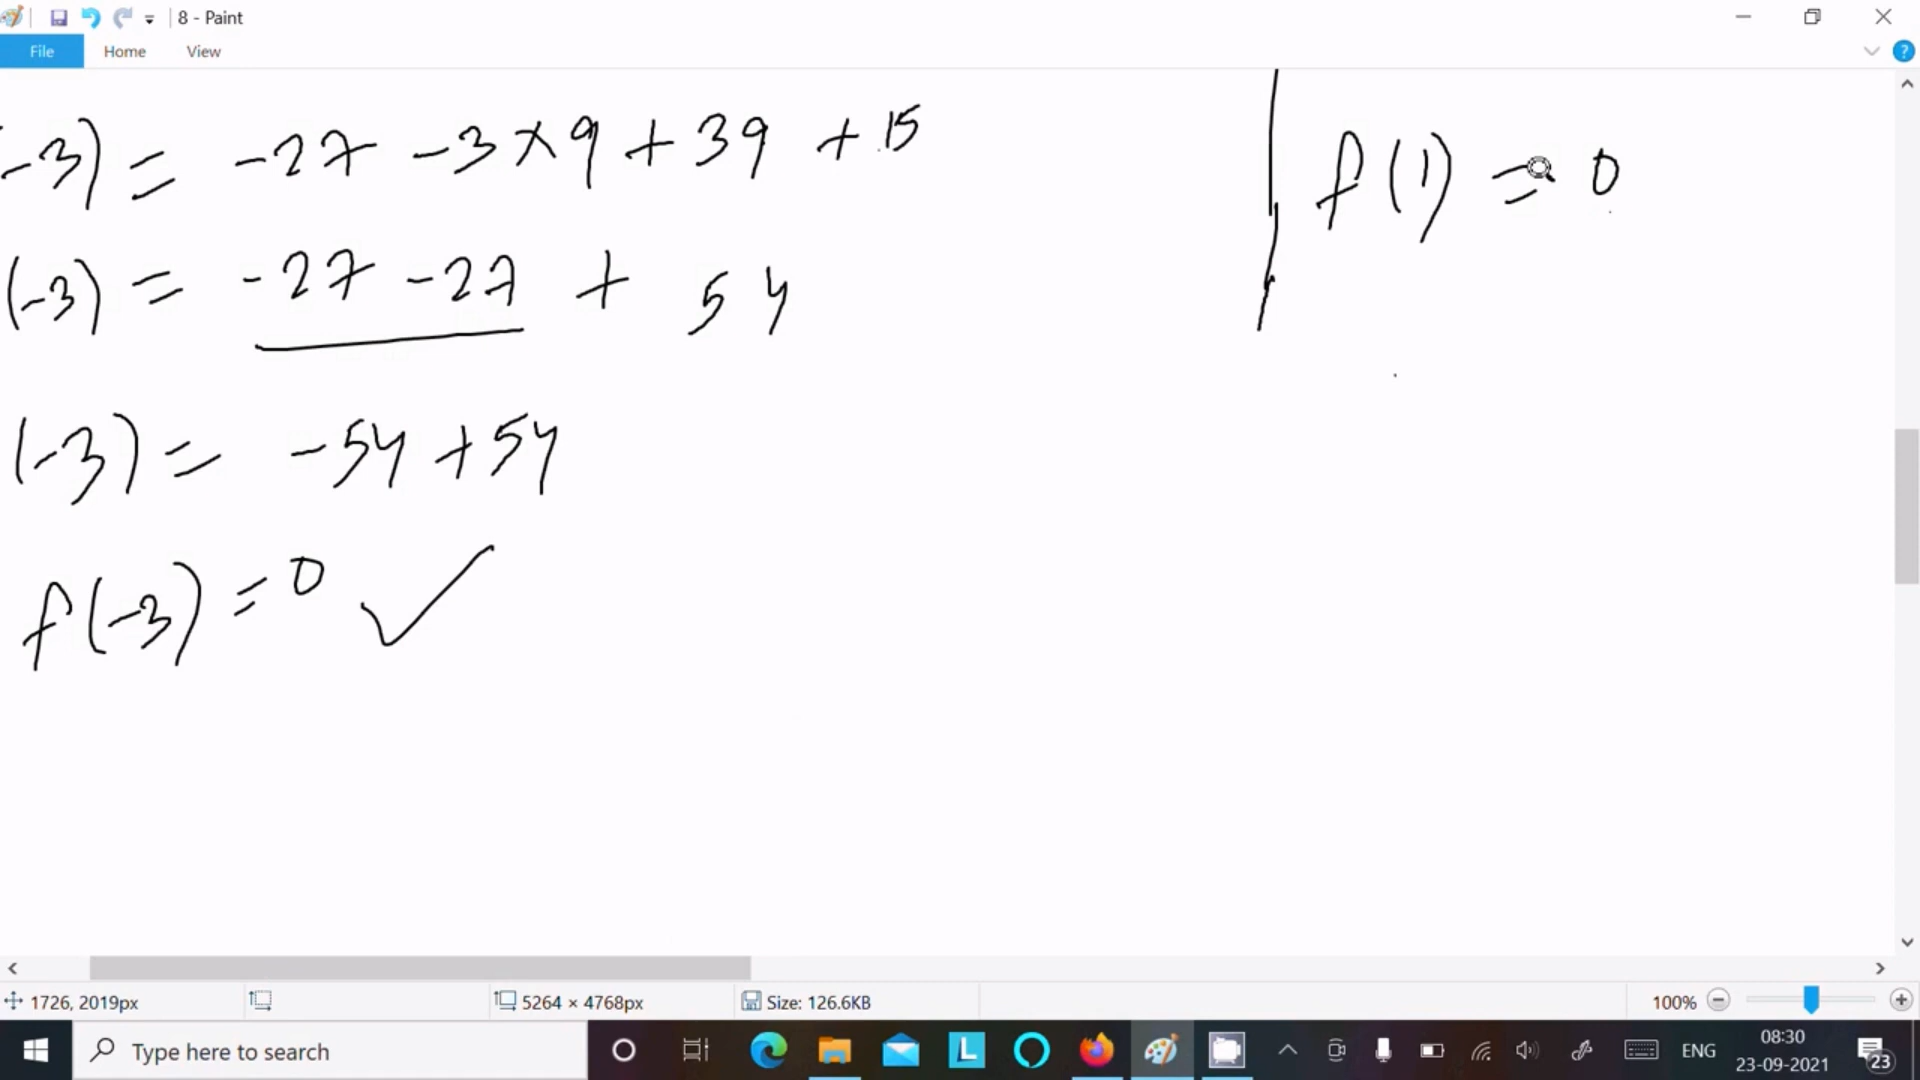 8 - Paint
File Home View
-3) = -27 -3×9 + 39 + 15
(-3) = -27 -27 + 54
(-3) = -54 + 54
f(-3) = 0 ✓
f(1) = 0
1726, 2019px 5264 × 4768px Size: 126.6KB 100%
Type here to search
L
ENG
08:30
23-09-2021
23